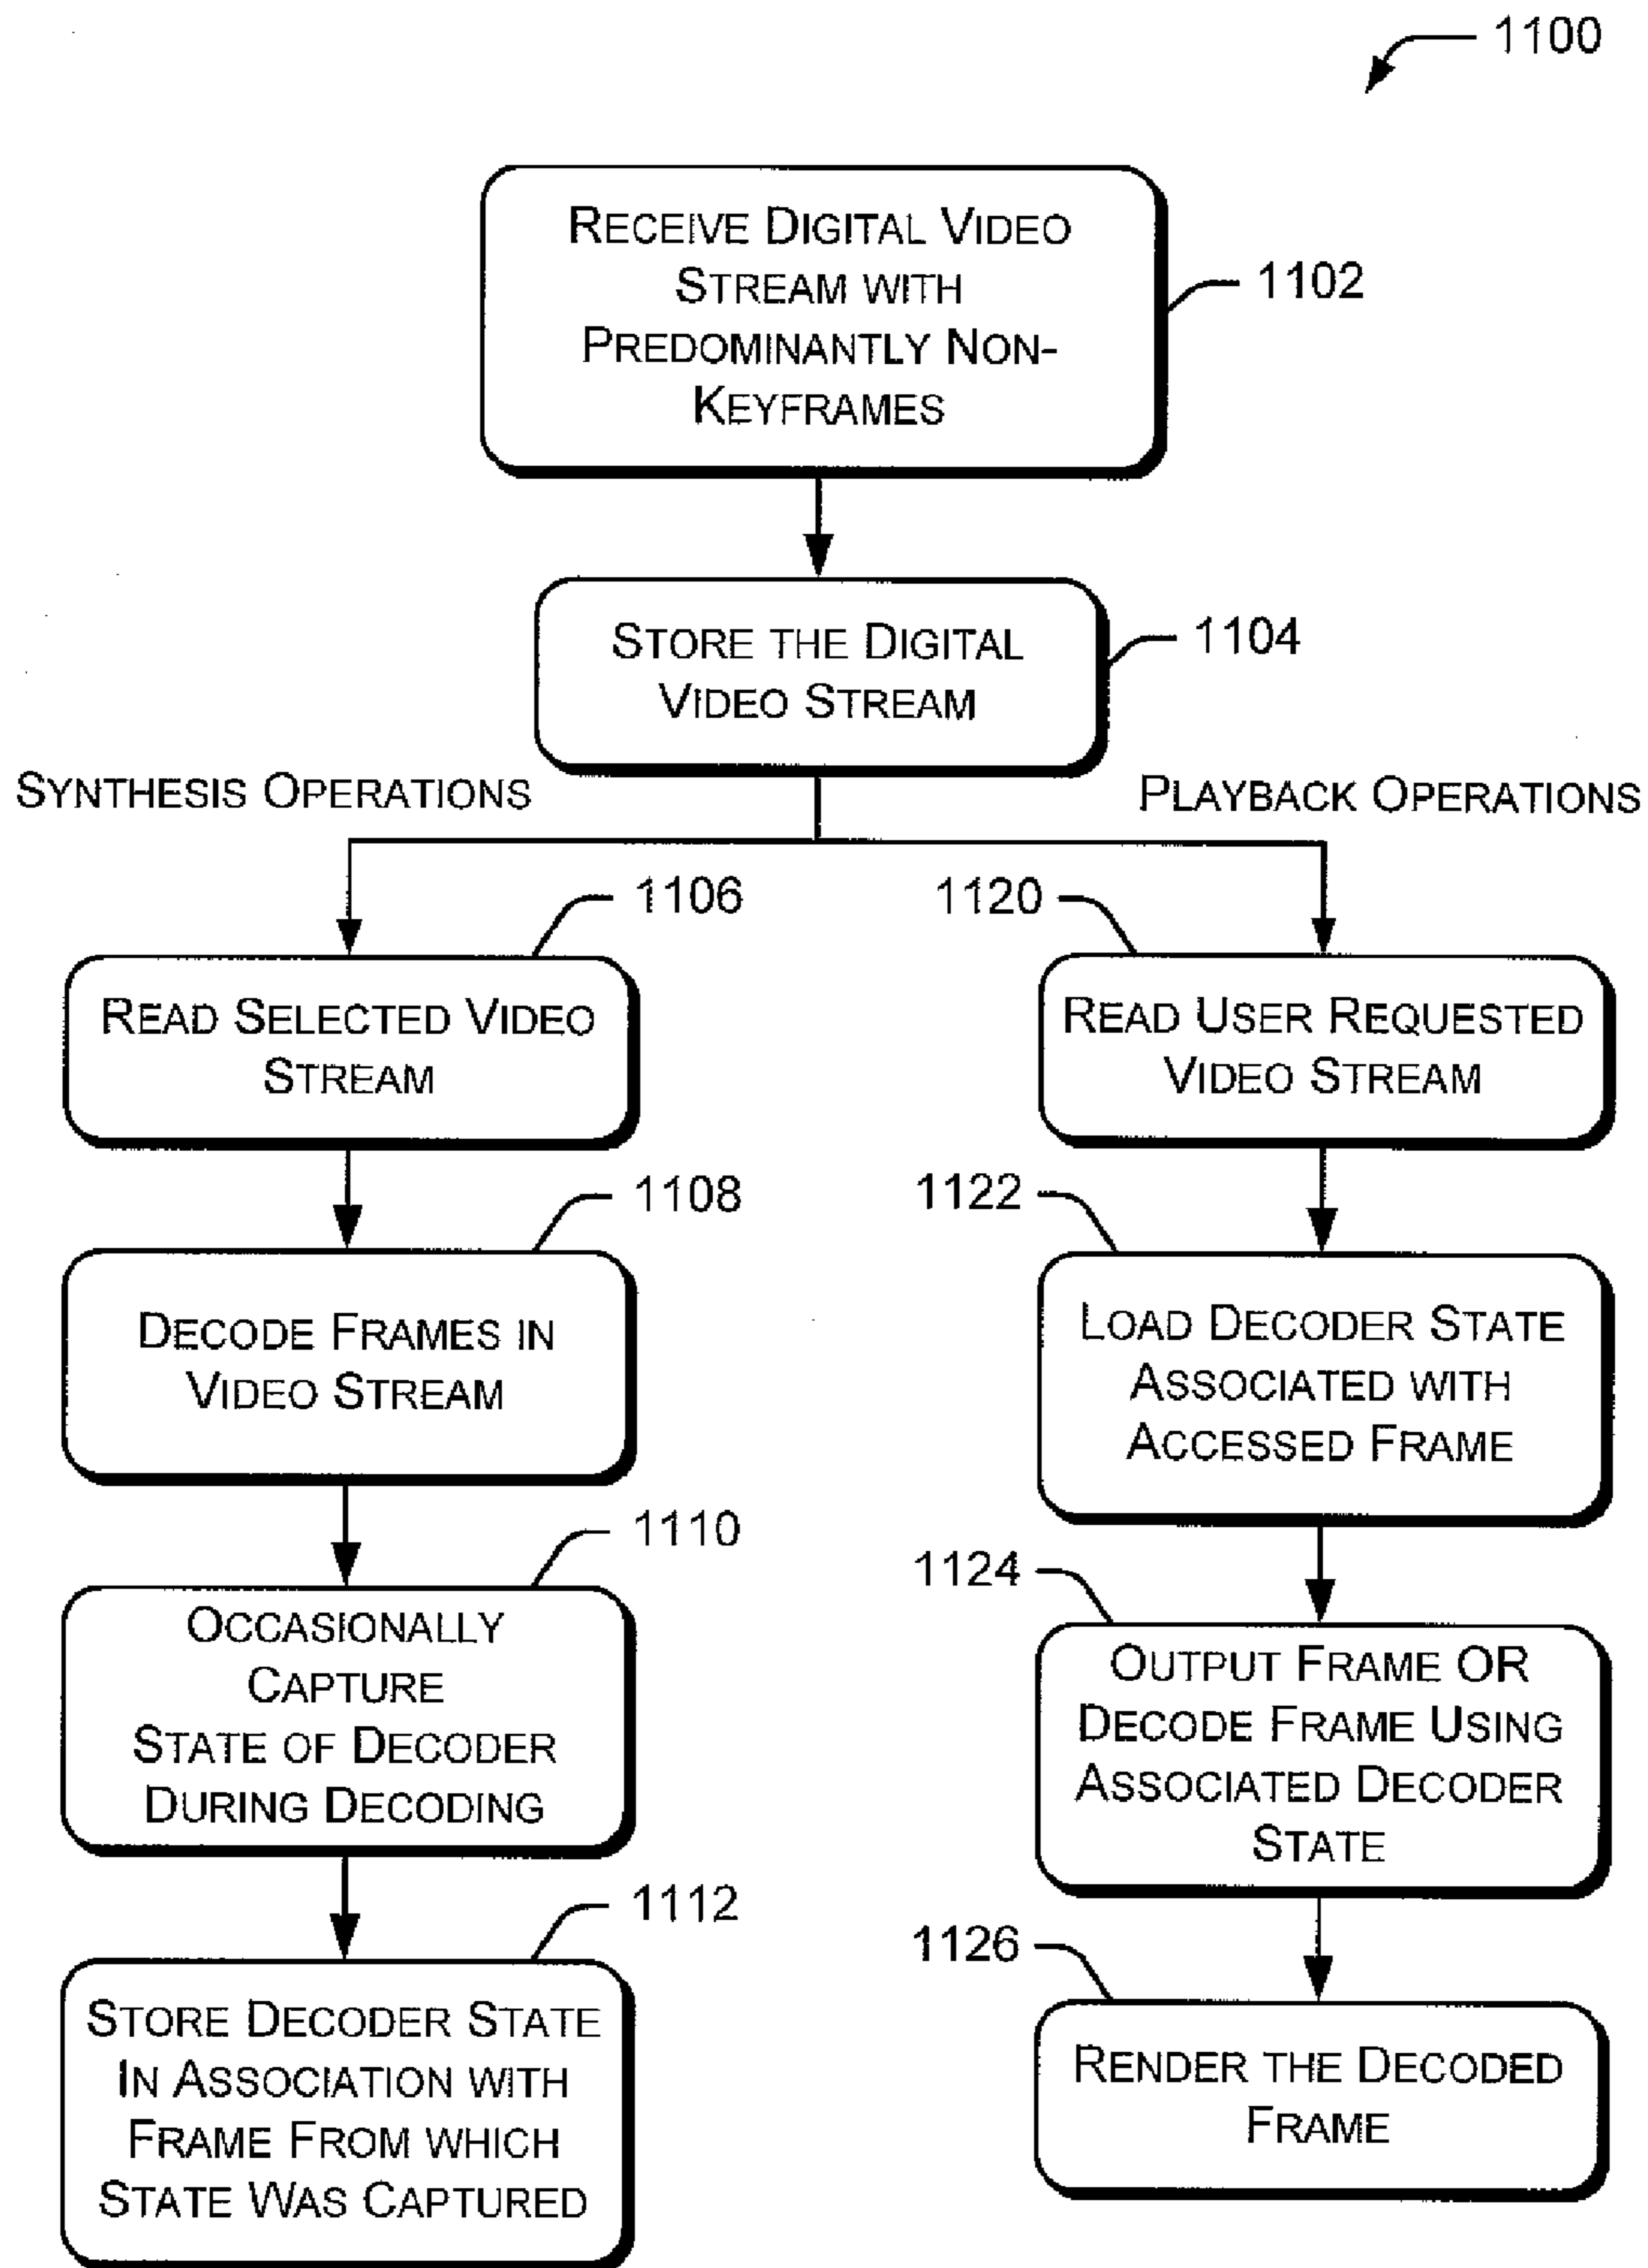 1100
RECEIVE DIGITAL VIDEO
STREAM WITH
PREDOMINANTLY NON-
KEYFRAMES
1102
STORE THE DIGITAL
VIDEO STREAM
1104
SYNTHESIS OPERATIONS
1106
READ SELECTED VIDEO
STREAM
1108
DECODE FRAMES IN
VIDEO STREAM
1110
OCCASIONALLY
CAPTURE
STATE OF DECODER
DURING DECODING
1112
STORE DECODER STATE
IN ASSOCIATION WITH
FRAME FROM WHICH
STATE WAS CAPTURED
PLAYBACK OPERATIONS
1120
READ USER REQUESTED
VIDEO STREAM
1122
LOAD DECODER STATE
ASSOCIATED WITH
ACCESSED FRAME
1124
OUTPUT FRAME OR
DECODE FRAME USING
ASSOCIATED DECODER
STATE
1126
RENDER THE DECODED
FRAME